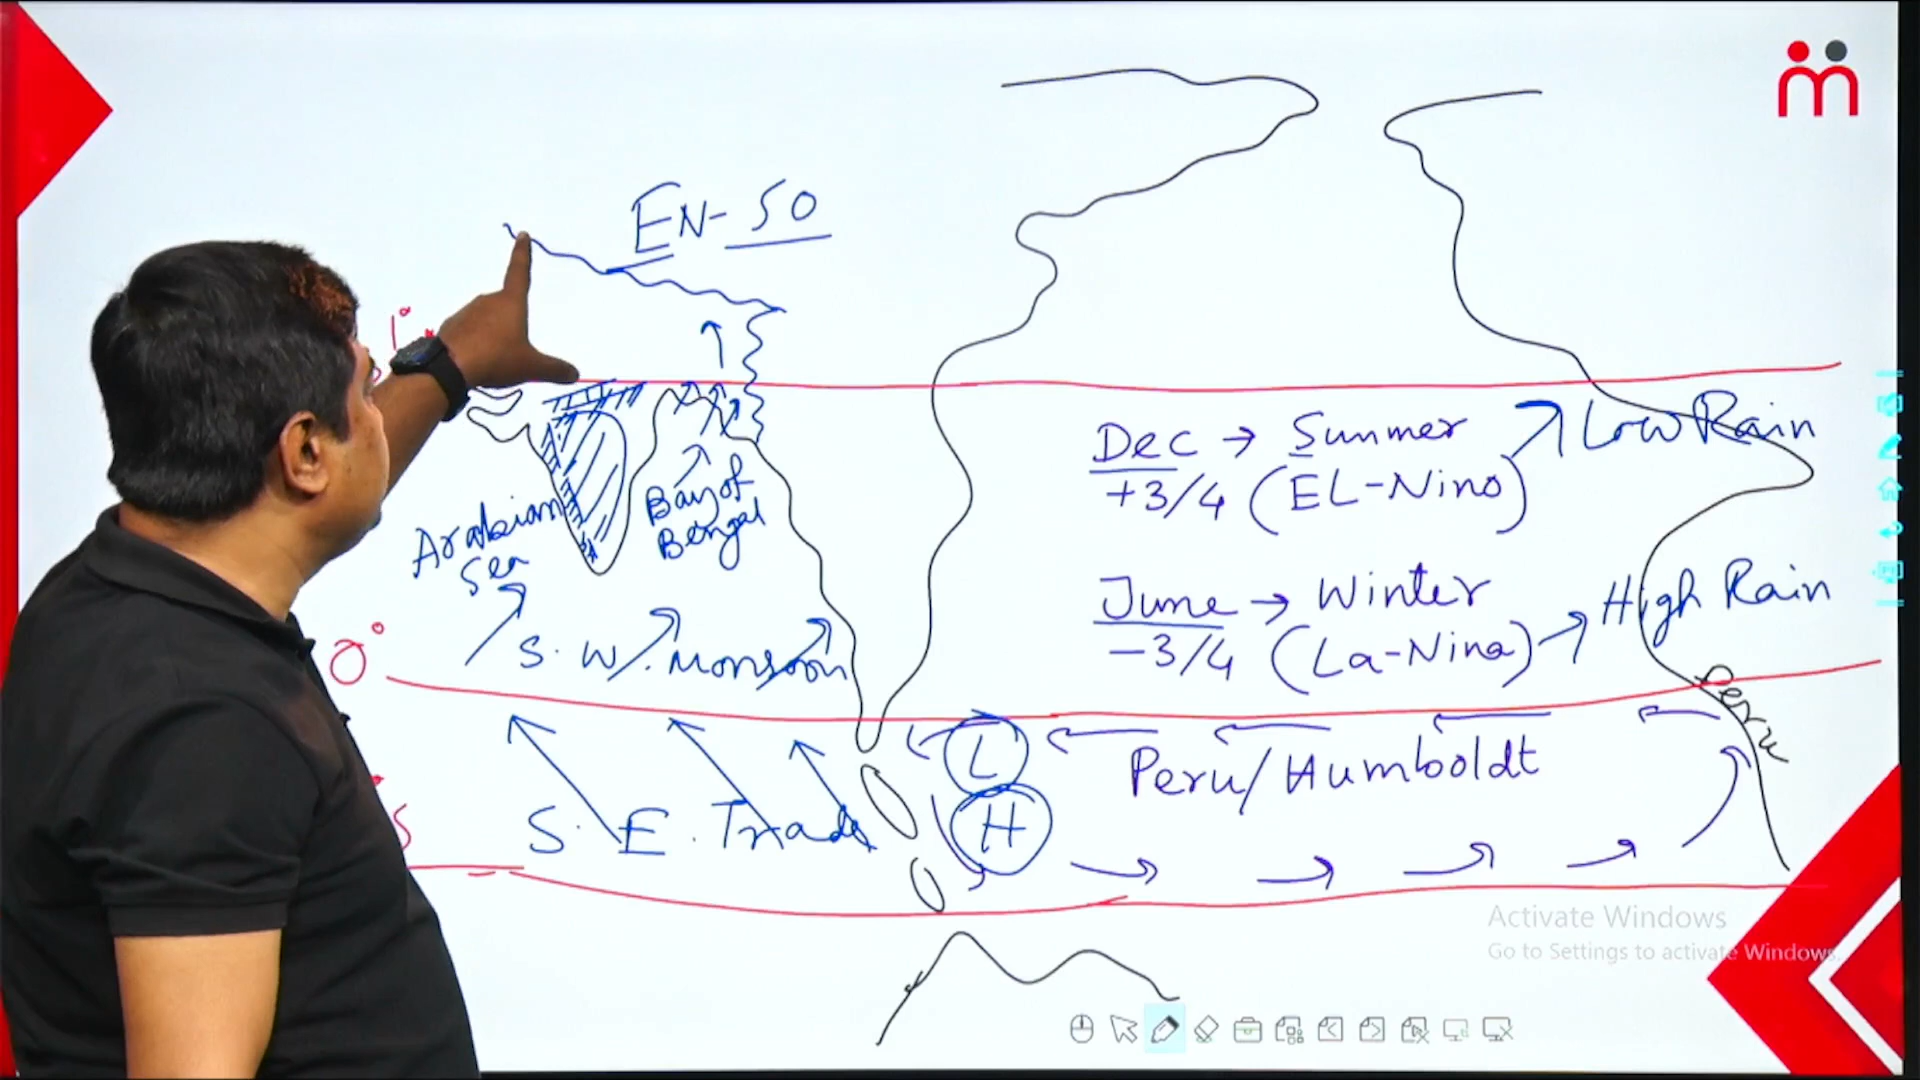 EN-SO
Dec → Sunmer
+3/4 (EL-Nino)
Low Rain
Arabian
Sea
Bay of
Bengal
June → Winter
-3/4 (La-Nina)
High Rain
0°
S. W. Monsoon
Peru
L
Peru/Humboldt
S. E. Trade
H
S
Activate Windows
Go to Settings to activate Windows.